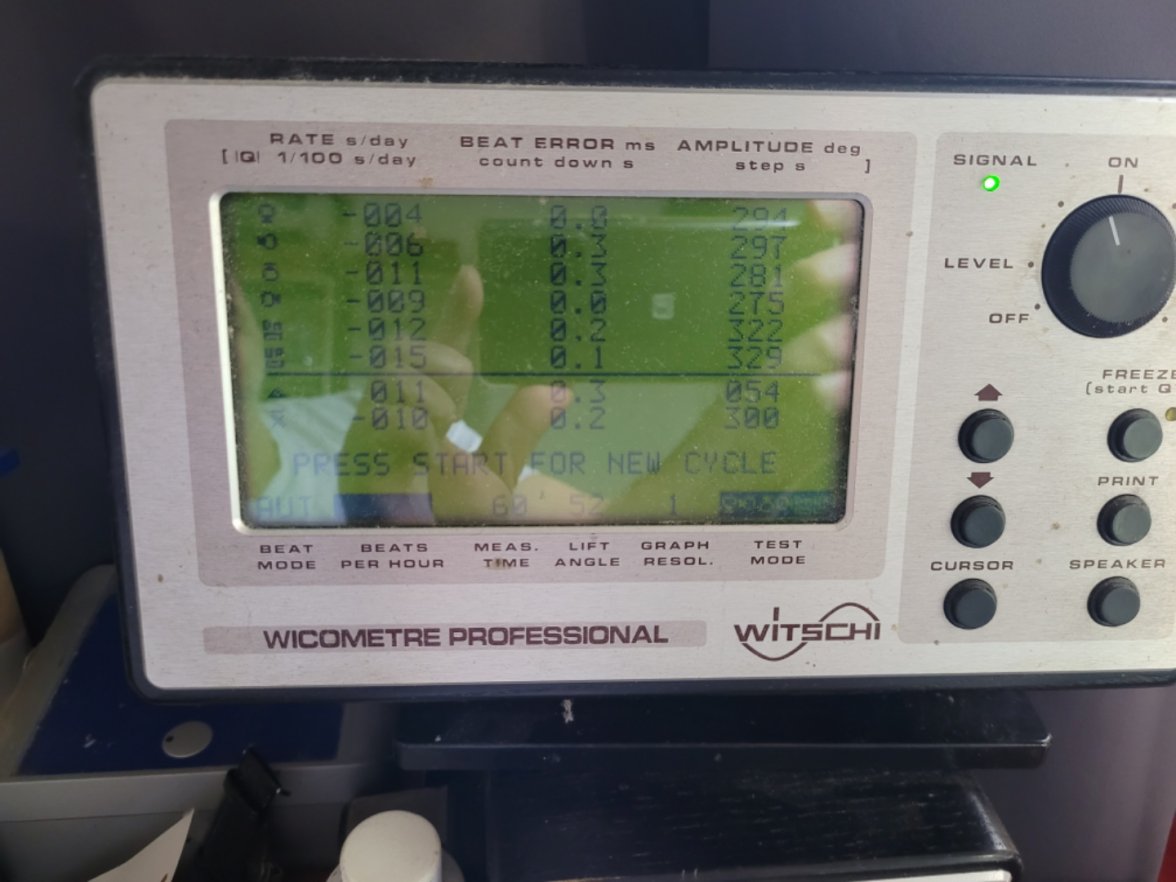 RATE s/day BEAT ERROR ms AMPLITUDE deg
[ |Q| 1/100 s/day count down s step s ]
-004 0.0 294
-006 0.3 297
-011 0.3 281
-009 0.0 275
-012 0.2 322
-015 0.1 329
011 0.3 054
-010 0.2 300
PRESS START FOR NEW CYCLE
AUT 60 52 1
BEAT MODE BEATS PER HOUR MEAS. TIME LIFT ANGLE GRAPH RESOL. TEST MODE
WICOMETRE PROFESSIONAL
WITSCHI
SIGNAL
ON
LEVEL
OFF
FREEZE
(start Q
PRINT
CURSOR
SPEAKER